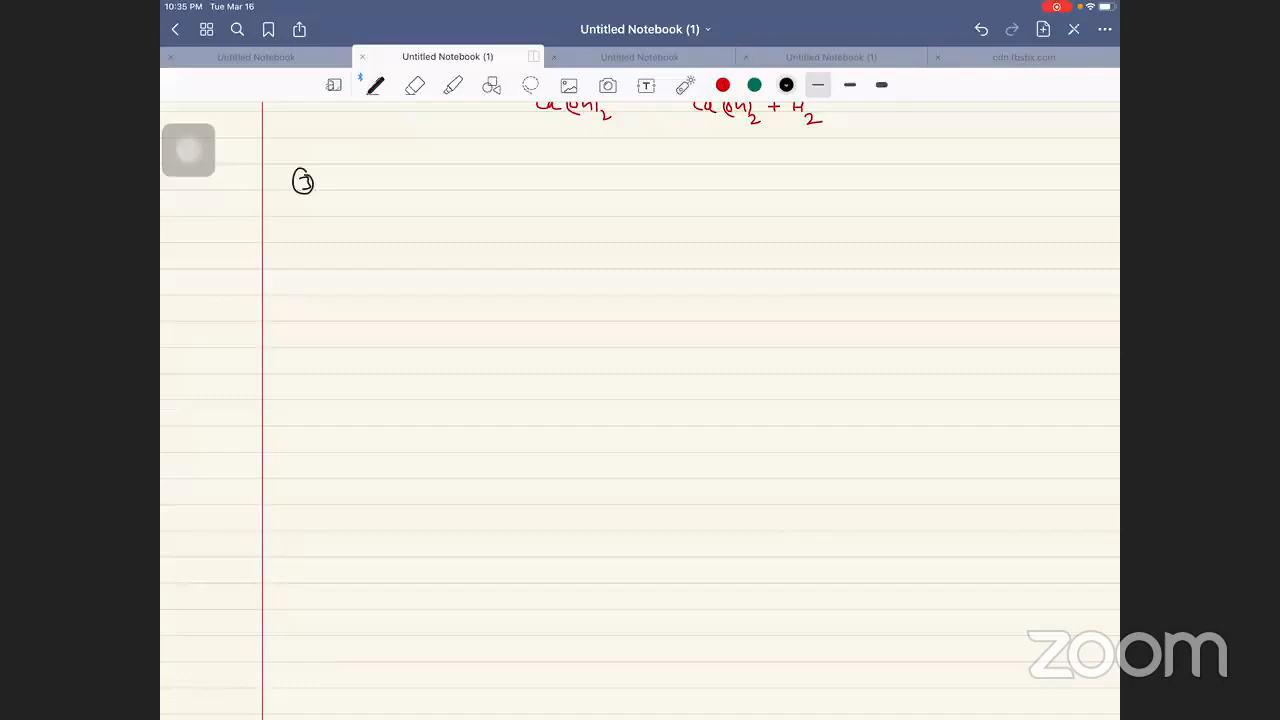 10:35 PM Tue Mar 16
Untitled Notebook (1)
Untitled Notebook Untitled Notebook (1) Untitled Notebook Untitled Notebook (1) cdn.fbsbx.com
T
Ca(OH)2 Ca(OH)2 + H2
3
zoom